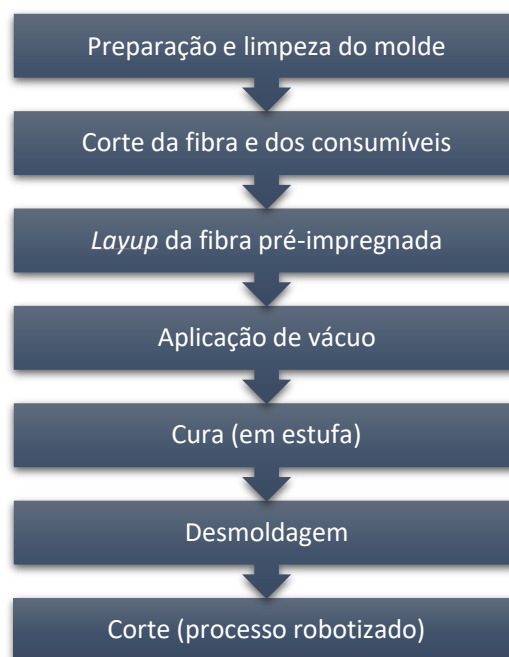 Preparação e limpeza do molde
Corte da fibra e dos consumíveis
Layup da fibra pré-impregnada
Aplicação de vácuo
Cura (em estufa)
Desmoldagem
Corte (processo robotizado)